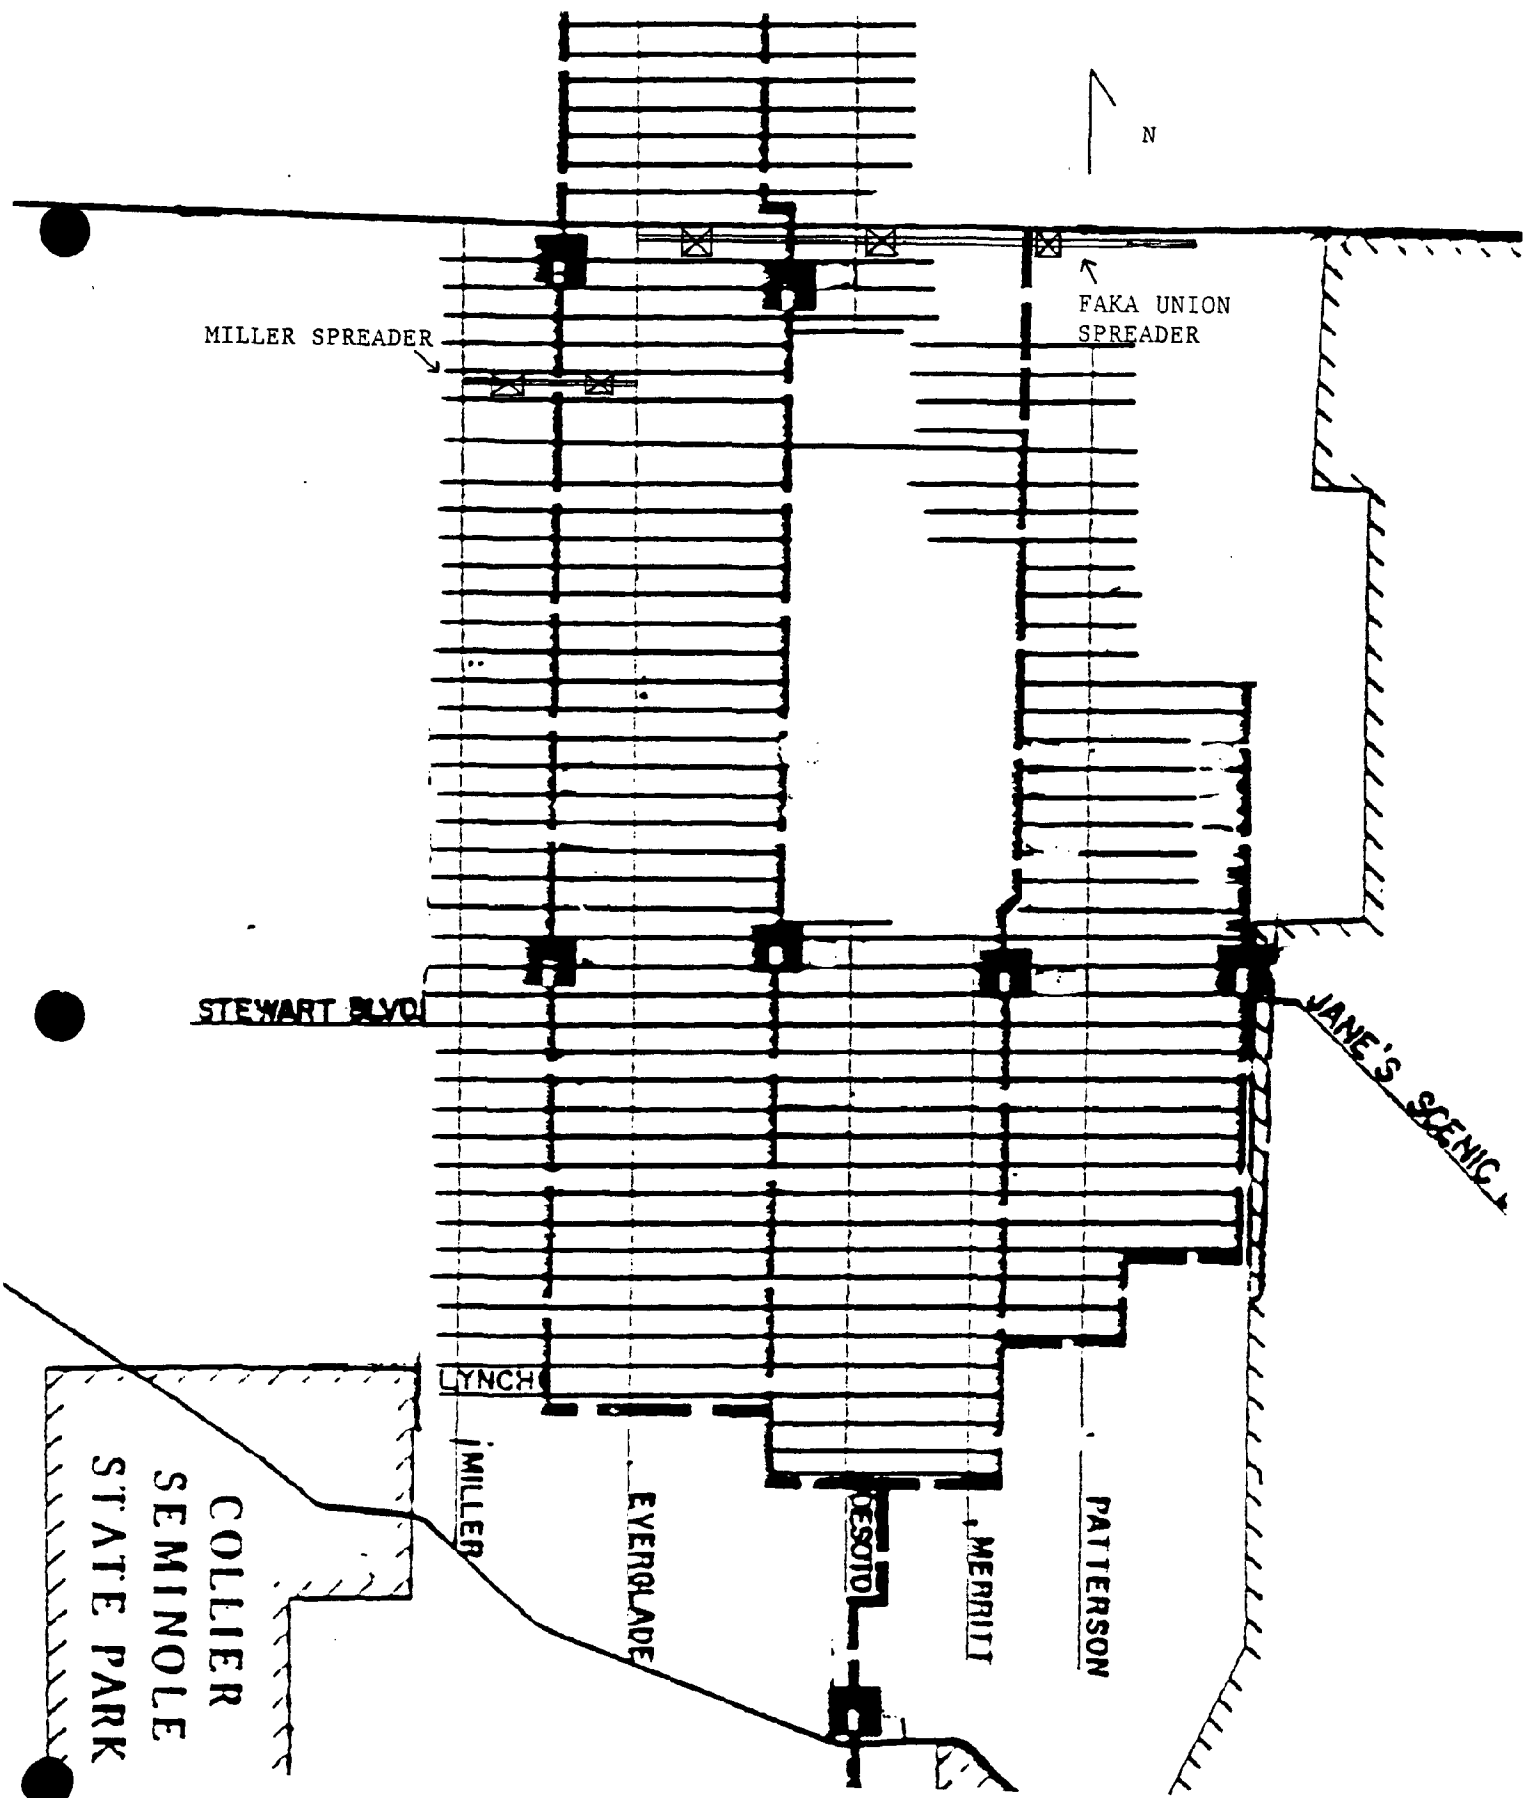 N
FAKA UNION
SPREADER
MILLER SPREADER
STEWART BLVD
JANE'S SCENIC
LYNCH
MILLER
EVERGLADE
DESOTO
MERRITT
PATTERSON
COLLIER
SEMINOLE
STATE PARK